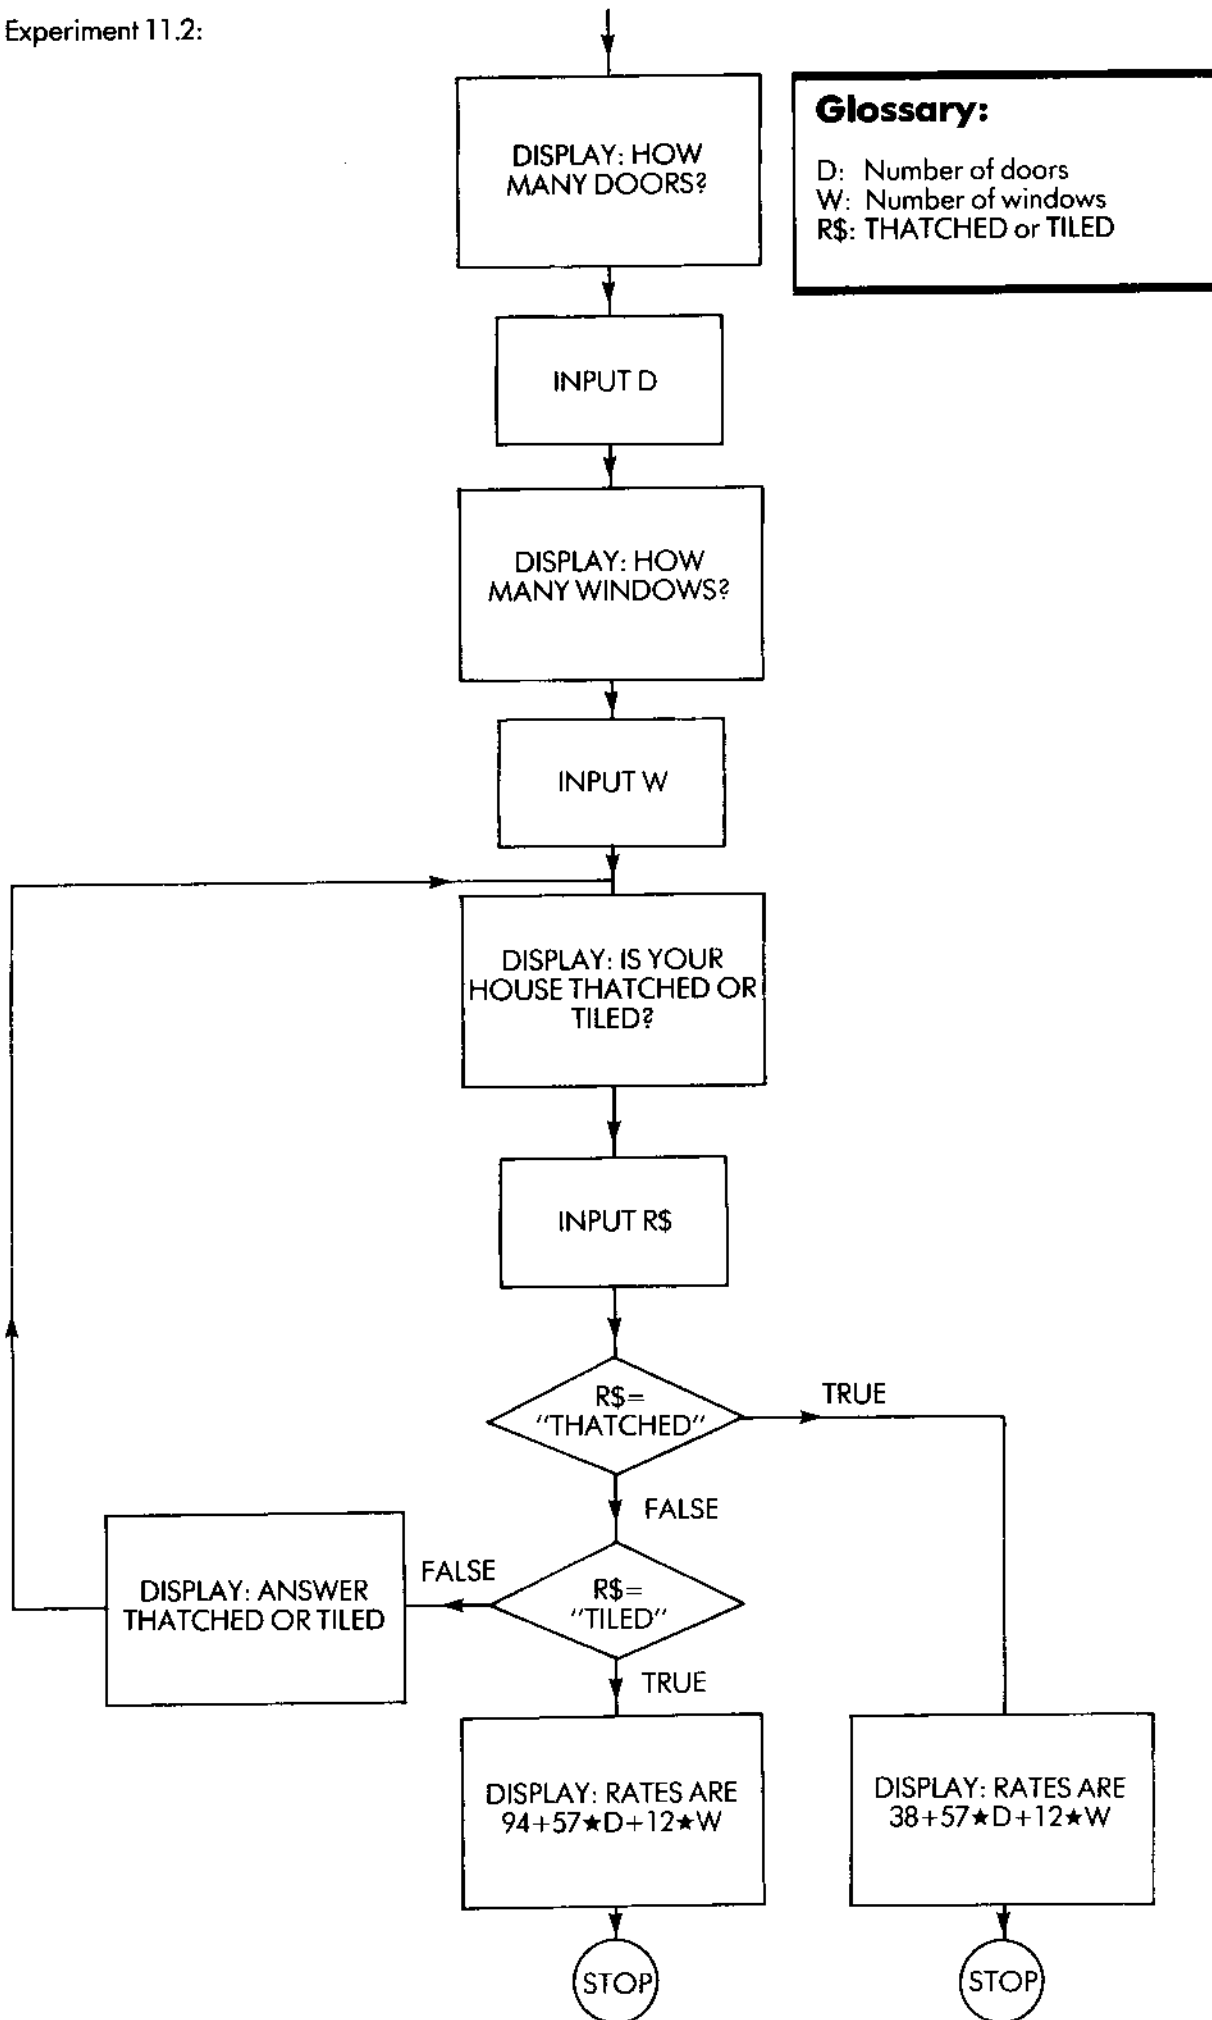 Experiment 11.2:
DISPLAY: HOW
MANY DOORS?
Glossary:
D: Number of doors
W: Number of windows
R$: THATCHED or TILED
INPUT D
DISPLAY: HOW
MANY WINDOWS?
INPUT W
DISPLAY: IS YOUR
HOUSE THATCHED OR
TILED?
INPUT R$
R$=
"THATCHED"
TRUE
FALSE
R$=
"TILED"
FALSE
DISPLAY: ANSWER
THATCHED OR TILED
TRUE
DISPLAY: RATES ARE
94+57★D+12★W
DISPLAY: RATES ARE
38+57★D+12★W
STOP
STOP